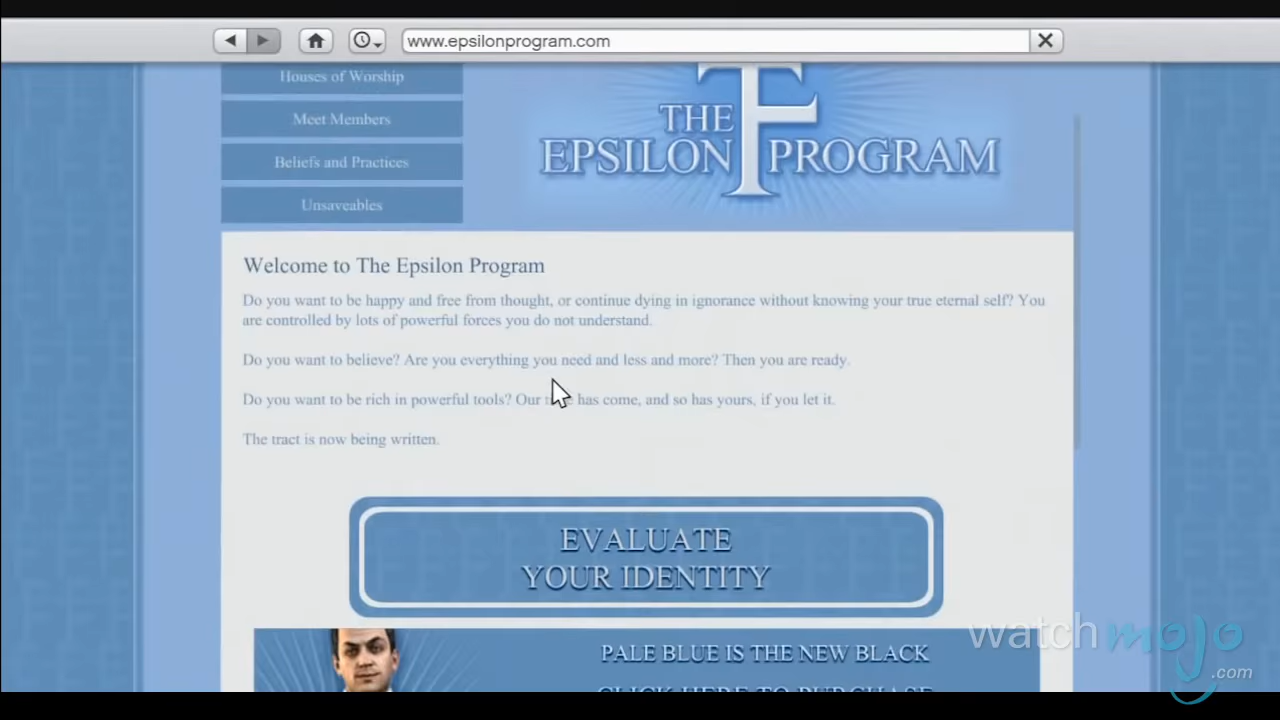 www.epsilonprogram.com
Houses of Worship
Meet Members
Beliefs and Practices
Unsaveables
THE
EPSILON PROGRAM
Welcome to The Epsilon Program
Do you want to be happy and free from thought, or continue dying in ignorance without knowing your true eternal self? You
are controlled by lots of powerful forces you do not understand.
Do you want to believe? Are you everything you need and less and more? Then you are ready.
Do you want to be rich in powerful tools? Our has come, and so has yours, if you let it.
The tract is now being written.
EVALUATE
YOUR IDENTITY
PALE BLUE IS THE NEW BLACK
CLICK HERE TO PURCHASE
watchmojo
.com